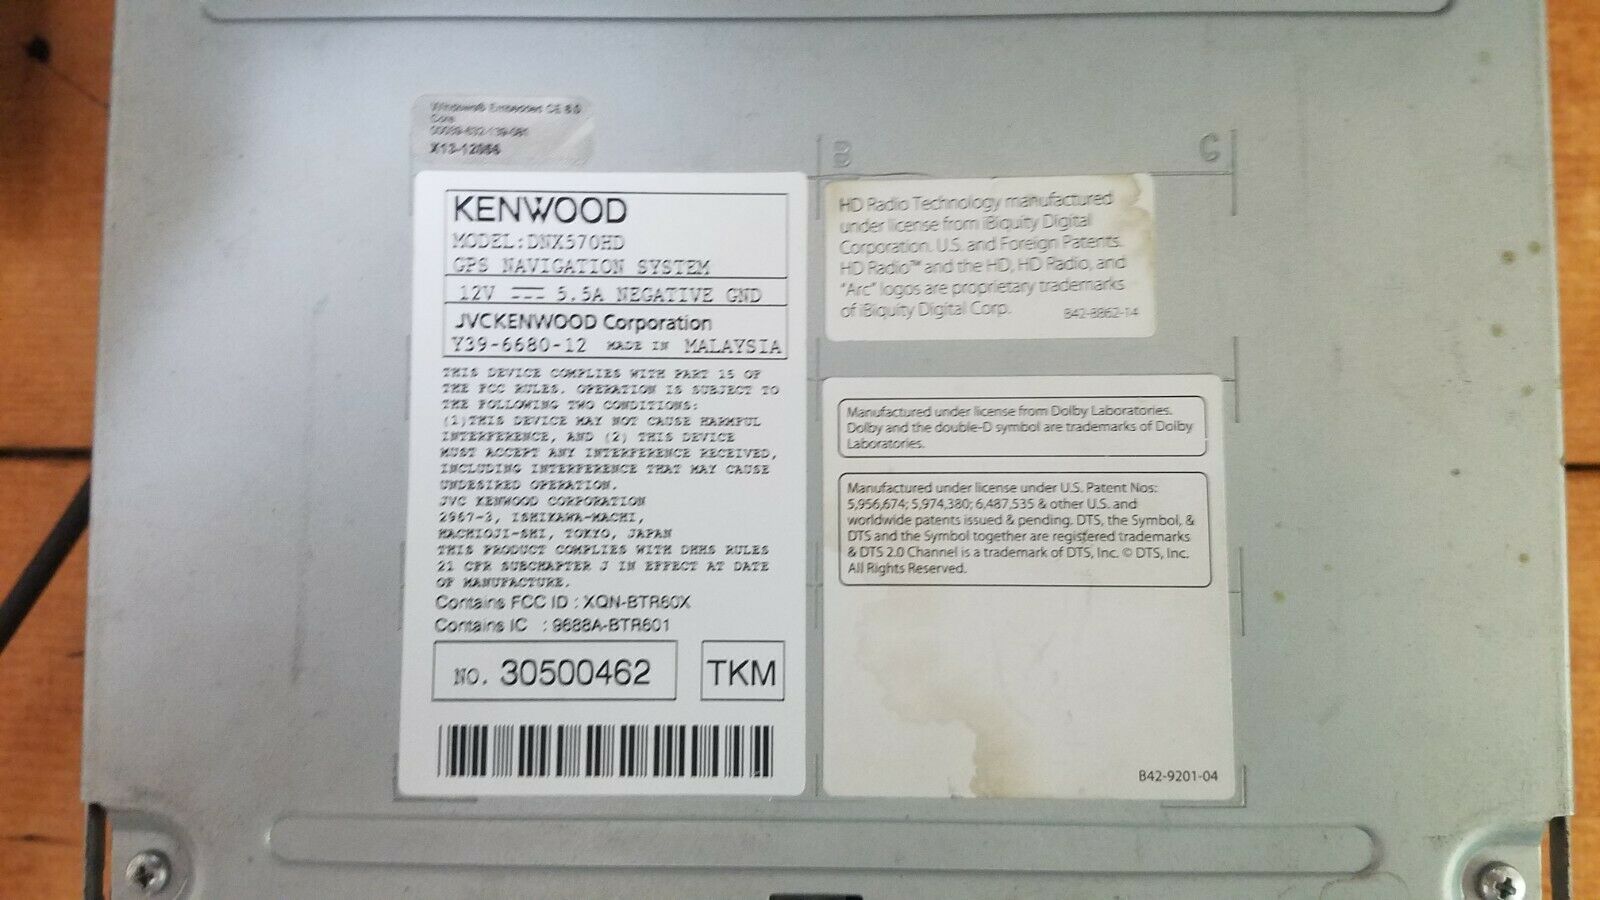 Windows® Embedded CE 6.0
Core
X13-12066
B
C
KENWOOD
MODEL:DNX570HD
GPS NAVIGATION SYSTEM
12V 5.5A NEGATIVE GND
JVCKENWOOD Corporation
Y39-6680-12 MADE IN MALAYSIA
THIS DEVICE COMPLIES WITH PART 15 OF
THE FCC RULES. OPERATION IS SUBJECT TO
THE FOLLOWING TWO CONDITIONS:
(1)THIS DEVICE MAY NOT CAUSE HARMFUL
INTERFERENCE, AND (2) THIS DEVICE
MUST ACCEPT ANY INTERFERENCE RECEIVED,
INCLUDING INTERFERENCE THAT MAY CAUSE
UNDESIRED OPERATION.
JVC KENWOOD CORPORATION
2967-3, ISHIKAWA-MACHI,
HACHIOJI-SHI, TOKYO, JAPAN
THIS PRODUCT COMPLIES WITH DHHS RULES
21 CFR SUBCHAPTER J IN EFFECT AT DATE
OF MANUFACTURE.
Contains FCC ID : XQN-BTR60X
Contains IC : 9688A-BTR601
NO. 30500462
TKM
HD Radio Technology manufactured
under license from iBiquity Digital
Corporation. U.S. and Foreign Patents.
HD Radio™ and the HD, HD Radio, and
"Arc" logos are proprietary trademarks
of iBiquity Digital Corp. B42-8862-14
Manufactured under license from Dolby Laboratories.
Dolby and the double-D symbol are trademarks of Dolby
Laboratories.
Manufactured under license under U.S. Patent Nos:
5,956,674; 5,974,380; 6,487,535 & other U.S. and
worldwide patents issued & pending. DTS, the Symbol, &
DTS and the Symbol together are registered trademarks
& DTS 2.0 Channel is a trademark of DTS, Inc. © DTS, Inc.
All Rights Reserved.
B42-9201-04